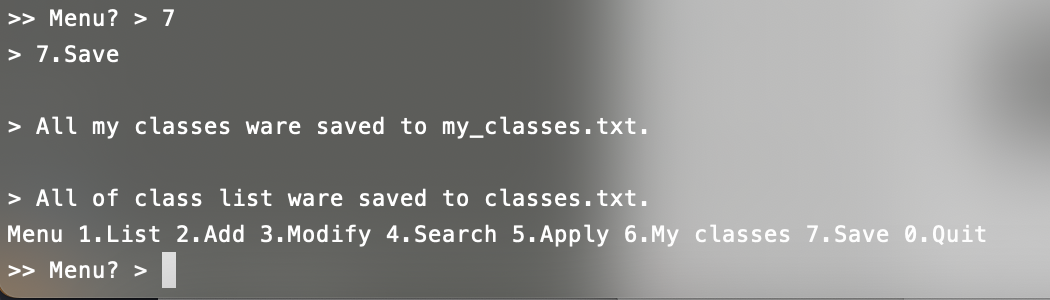 >> Menu? > 7
> 7.Save
> All my classes ware saved to my_classes.txt.
> All of class list ware saved to classes.txt.
Menu 1.List 2.Add 3.Modify 4.Search 5.Apply 6.My classes 7.Save 0.Quit
>> Menu? >